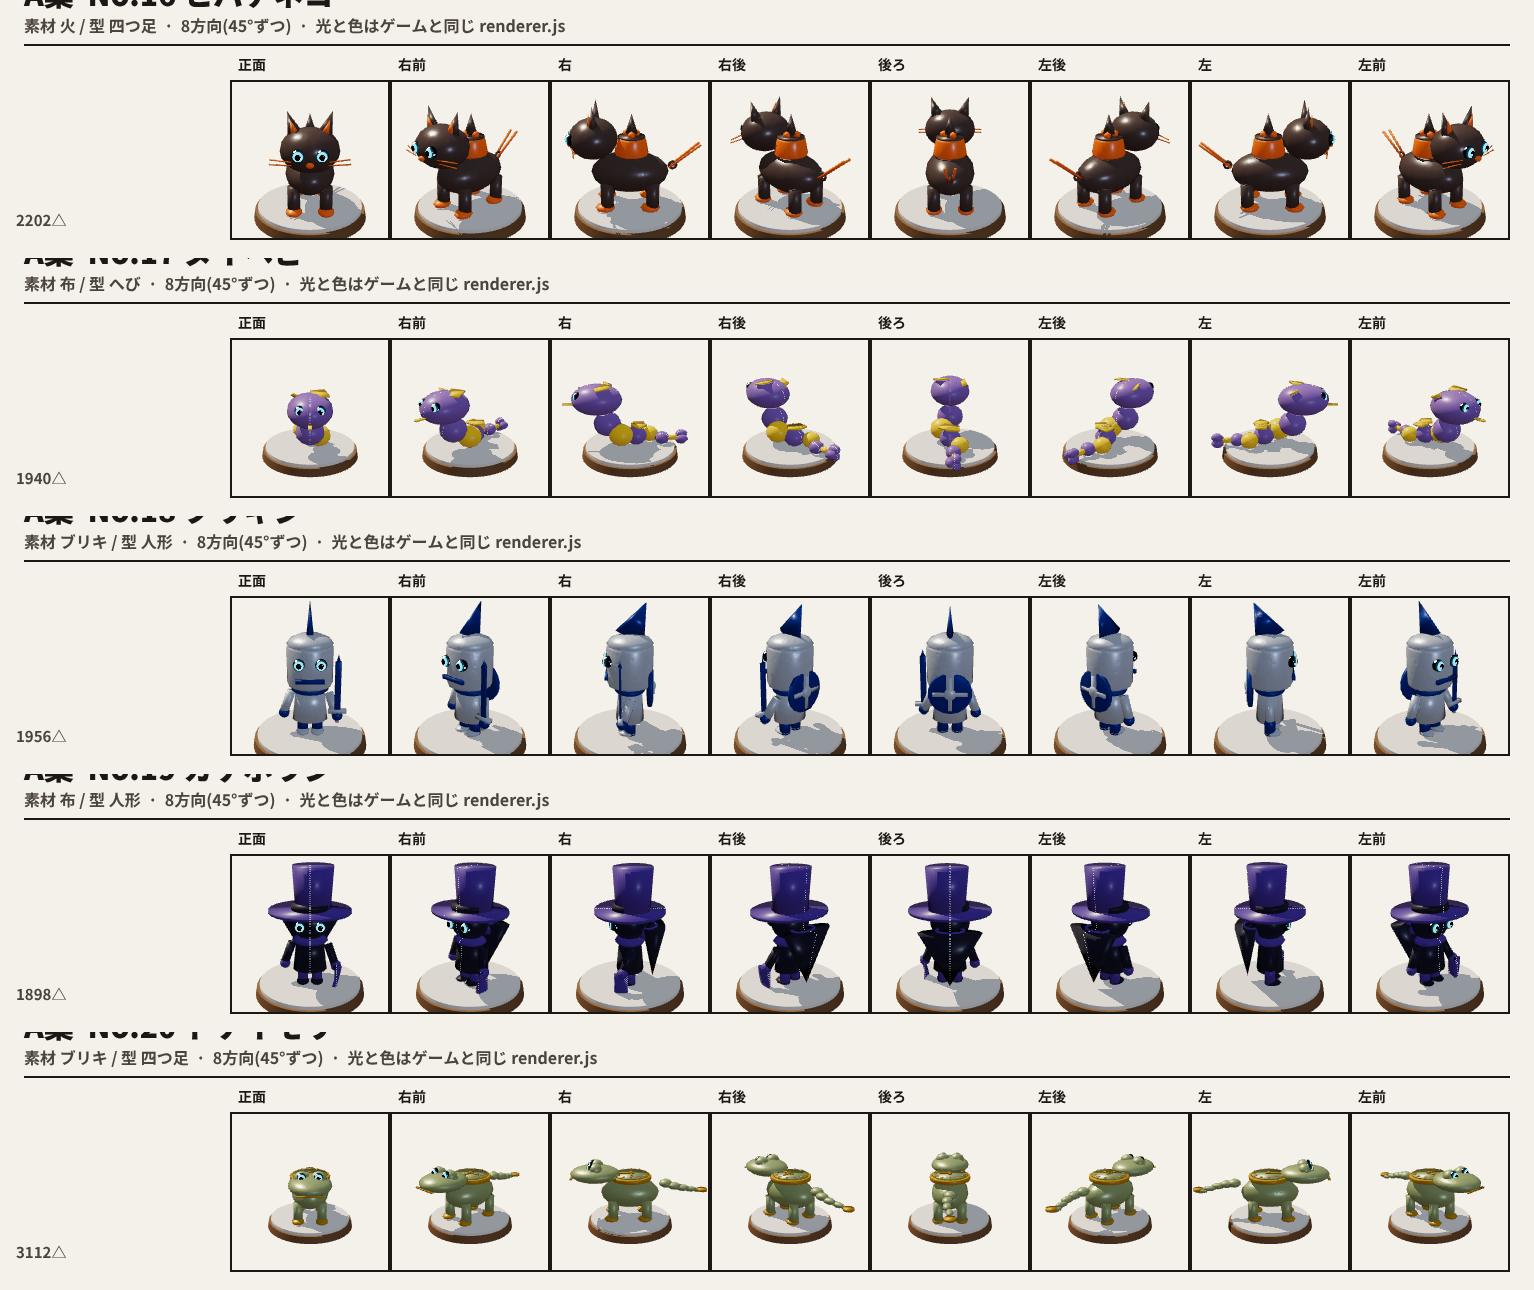 素材 火 / 型 四つ足 ・ 8方向(45°ずつ) ・ 光と色はゲームと同じ renderer.js
正面 右前 右 右後 後ろ 左後 左 左前
2202△
素材 布 / 型 へび ・ 8方向(45°ずつ) ・ 光と色はゲームと同じ renderer.js
正面 右前 右 右後 後ろ 左後 左 左前
1940△
素材 ブリキ / 型 人形 ・ 8方向(45°ずつ) ・ 光と色はゲームと同じ renderer.js
正面 右前 右 右後 後ろ 左後 左 左前
1956△
素材 布 / 型 人形 ・ 8方向(45°ずつ) ・ 光と色はゲームと同じ renderer.js
正面 右前 右 右後 後ろ 左後 左 左前
1898△
素材 ブリキ / 型 四つ足 ・ 8方向(45°ずつ) ・ 光と色はゲームと同じ renderer.js
正面 右前 右 右後 後ろ 左後 左 左前
3112△